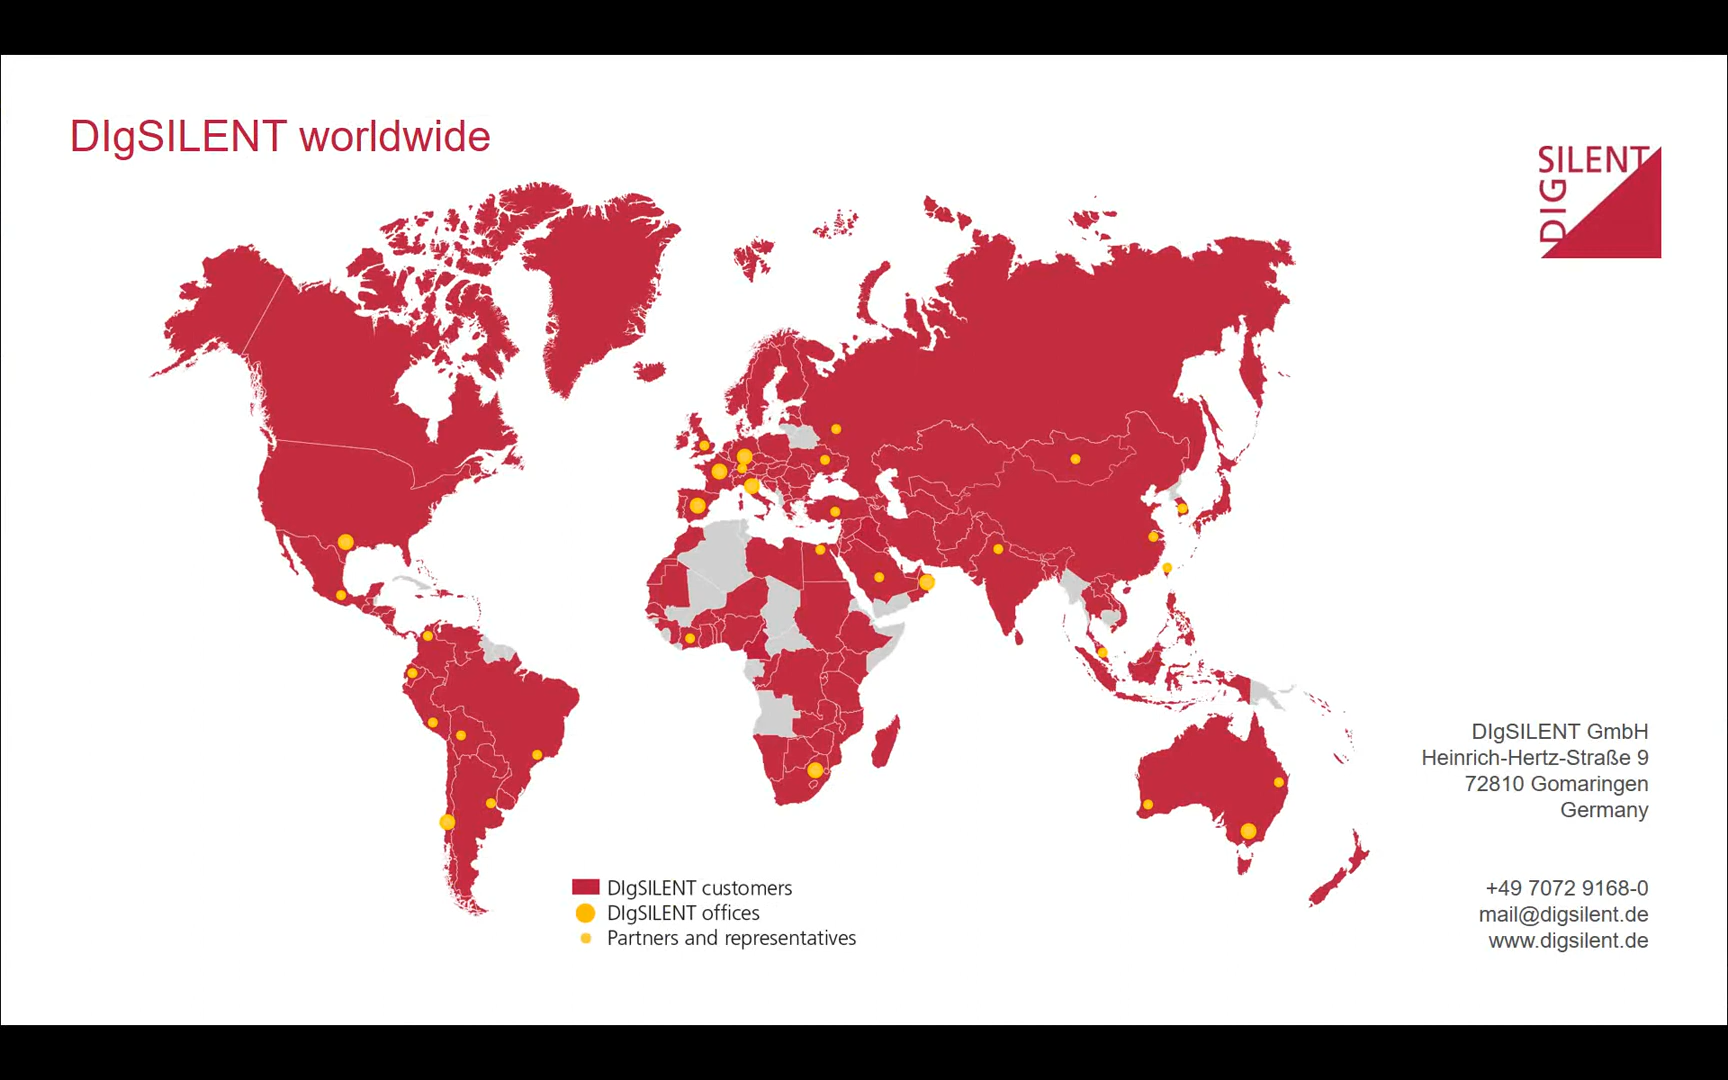 DIgSILENT worldwide
SILENT
DIG
DIgSILENT GmbH
Heinrich-Hertz-Straße 9
72810 Gomaringen
Germany
DIgSILENT customers
DIgSILENT offices
Partners and representatives
+49 7072 9168-0
mail@digsilent.de
www.digsilent.de